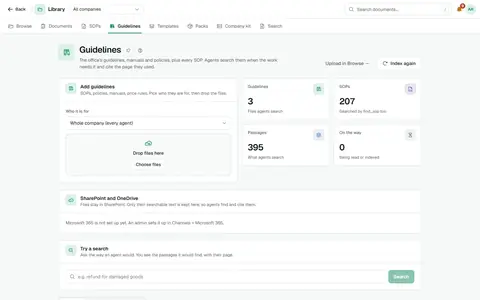 Back
Library
All companies
Search documents...
AK
Browse
Documents
SOPs
Guidelines
Templates
Packs
Company kit
Search
Guidelines
The office's guidelines, manuals and policies, plus every SOP. Agents search them when the work
needs it and cite the page they used.
Upload in Browse
Index again
Add guidelines
SOPs, policies, manuals, price rules. Pick who they are for, then drop the files.
Who it is for
Whole company (every agent)
Drop files here
Choose files
Guidelines
3
Files agents search
SOPs
207
Searched by find_sop too
Passages
395
What agents search
On the way
0
Being read or indexed
SharePoint and OneDrive
Files stay in SharePoint. Only their searchable text is kept here, so agents find and cite them.
Microsoft 365 is not set up yet. An admin sets it up in Channels > Microsoft 365.
Try a search
Ask the way an agent would. You see the passages it would find with their page.
e.g. refund for damaged goods
Search